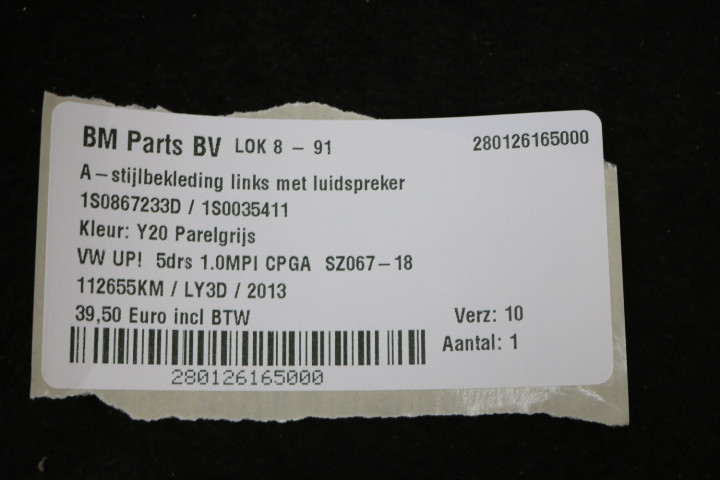 BM Parts BV LOK 8 - 91 280126165000
A-stijlbekleding links met luidspreker
1S0867233D / 1S0035411
Kleur: Y20 Parelgrijs
VW UP! 5drs 1.0MPI CPGA SZ067-18
112655KM / LY3D / 2013
39,50 Euro incl BTW Verz: 10
Aantal: 1
280126165000